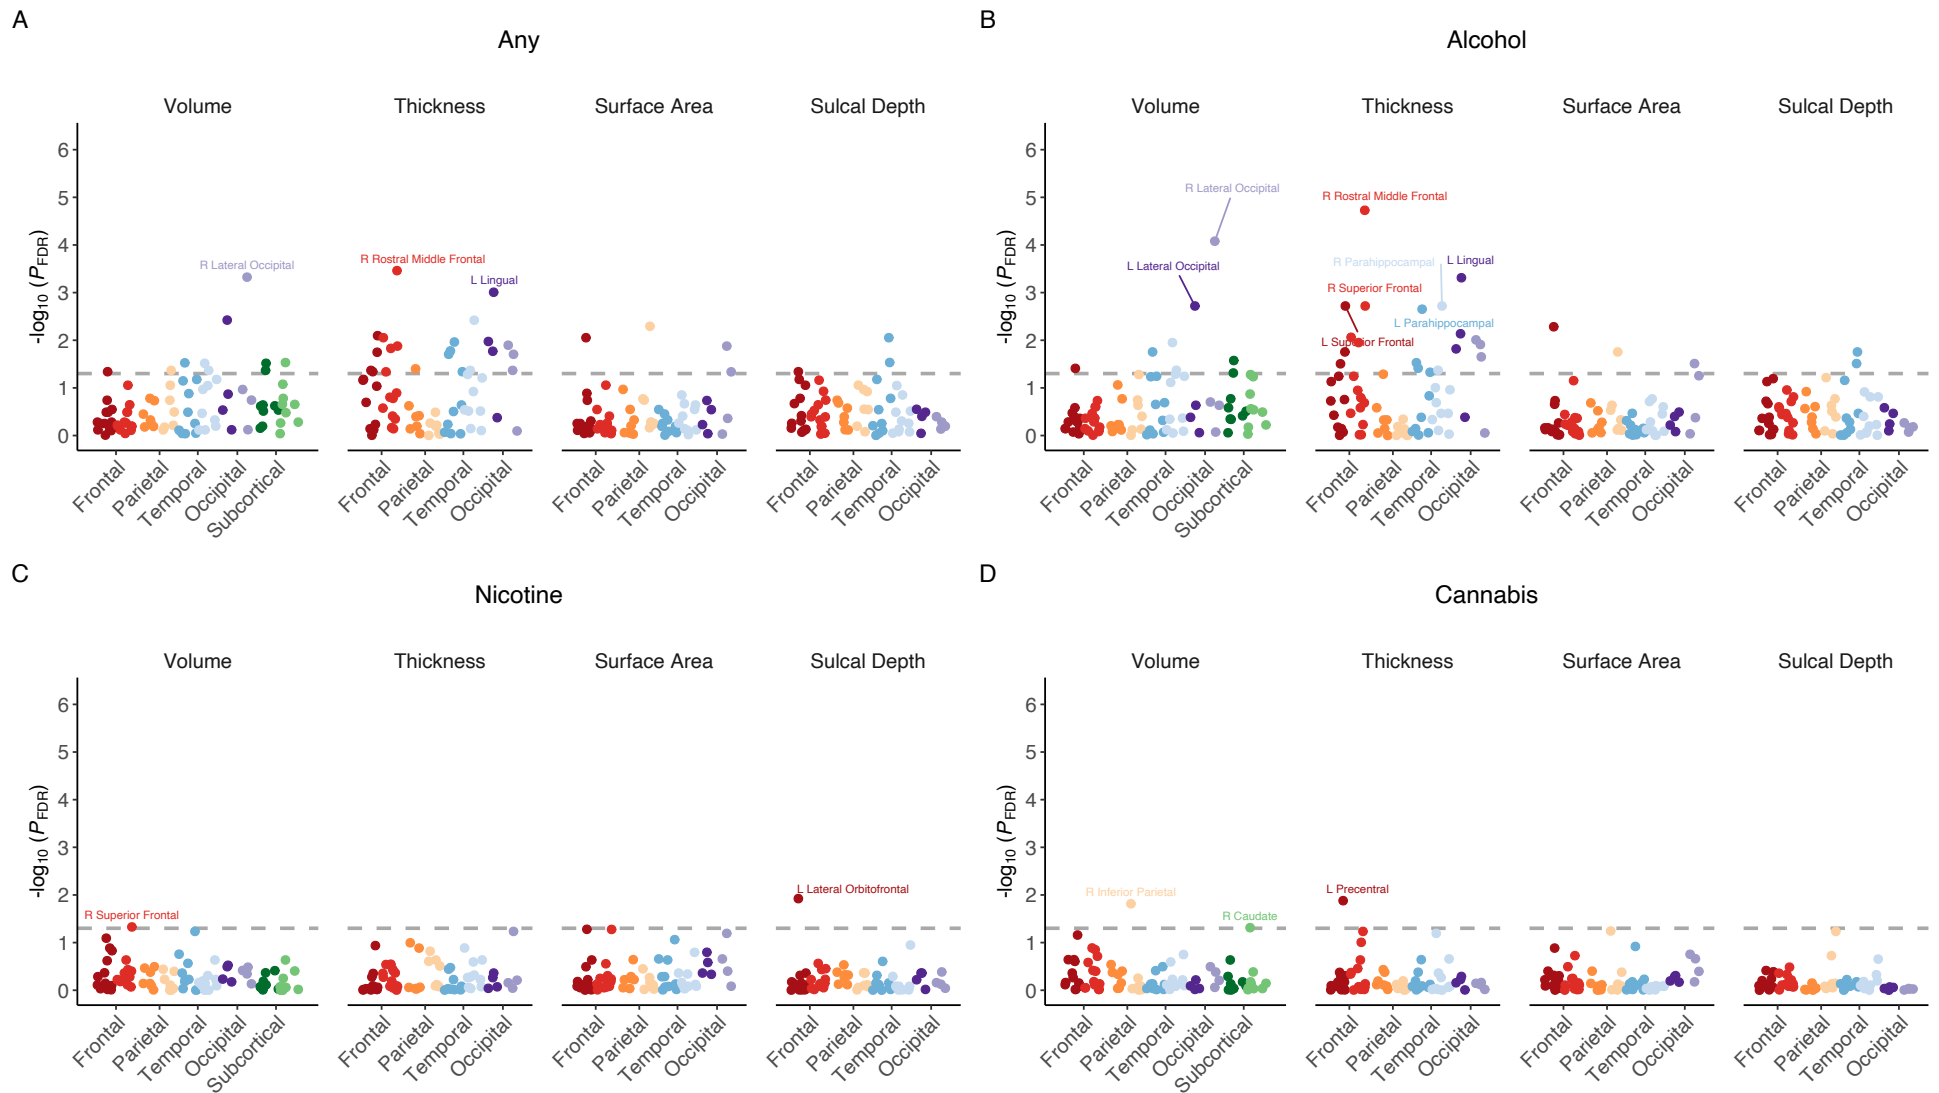 A
Any
Volume
Thickness
Surface Area
Sulcal Depth
-log10 (PFDR)
6
5
4
3
2
1
0
R Lateral Occipital
R Rostral Middle Frontal
L Lingual
Frontal
Parietal
Temporal
Occipital
Subcortical
Frontal
Parietal
Temporal
Occipital
Frontal
Parietal
Temporal
Occipital
Frontal
Parietal
Temporal
Occipital
B
Alcohol
Volume
Thickness
Surface Area
Sulcal Depth
-log10 (PFDR)
6
5
4
3
2
1
0
R Lateral Occipital
L Lateral Occipital
R Rostral Middle Frontal
R Parahippocampal
L Lingual
R Superior Frontal
L Parahippocampal
L Superior Frontal
Frontal
Parietal
Temporal
Occipital
Subcortical
Frontal
Parietal
Temporal
Occipital
Frontal
Parietal
Temporal
Occipital
Frontal
Parietal
Temporal
Occipital
C
Nicotine
Volume
Thickness
Surface Area
Sulcal Depth
-log10 (PFDR)
6
5
4
3
2
1
0
R Superior Frontal
L Lateral Orbitofrontal
Frontal
Parietal
Temporal
Occipital
Subcortical
Frontal
Parietal
Temporal
Occipital
Frontal
Parietal
Temporal
Occipital
Frontal
Parietal
Temporal
Occipital
D
Cannabis
Volume
Thickness
Surface Area
Sulcal Depth
-log10 (PFDR)
6
5
4
3
2
1
0
R Inferior Parietal
R Caudate
L Precentral
Frontal
Parietal
Temporal
Occipital
Subcortical
Frontal
Parietal
Temporal
Occipital
Frontal
Parietal
Temporal
Occipital
Frontal
Parietal
Temporal
Occipital